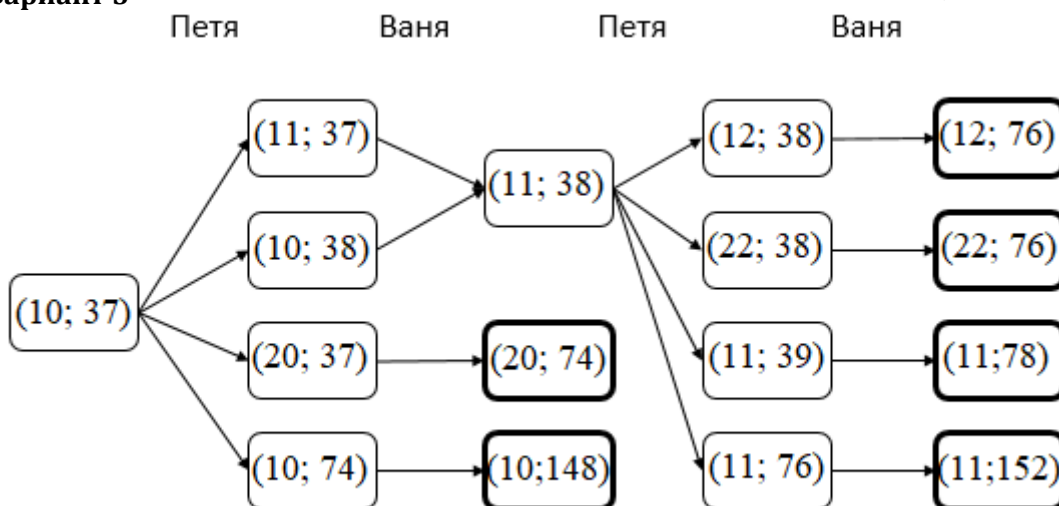 Петя Ваня Петя Ваня
(11; 37) (12; 38) (12; 76)
(11; 38)
(10; 38) (22; 38) (22; 76)
(10; 37)
(20; 37) (20; 74) (11; 39) (11;78)
(10; 74) (10;148) (11; 76) (11;152)